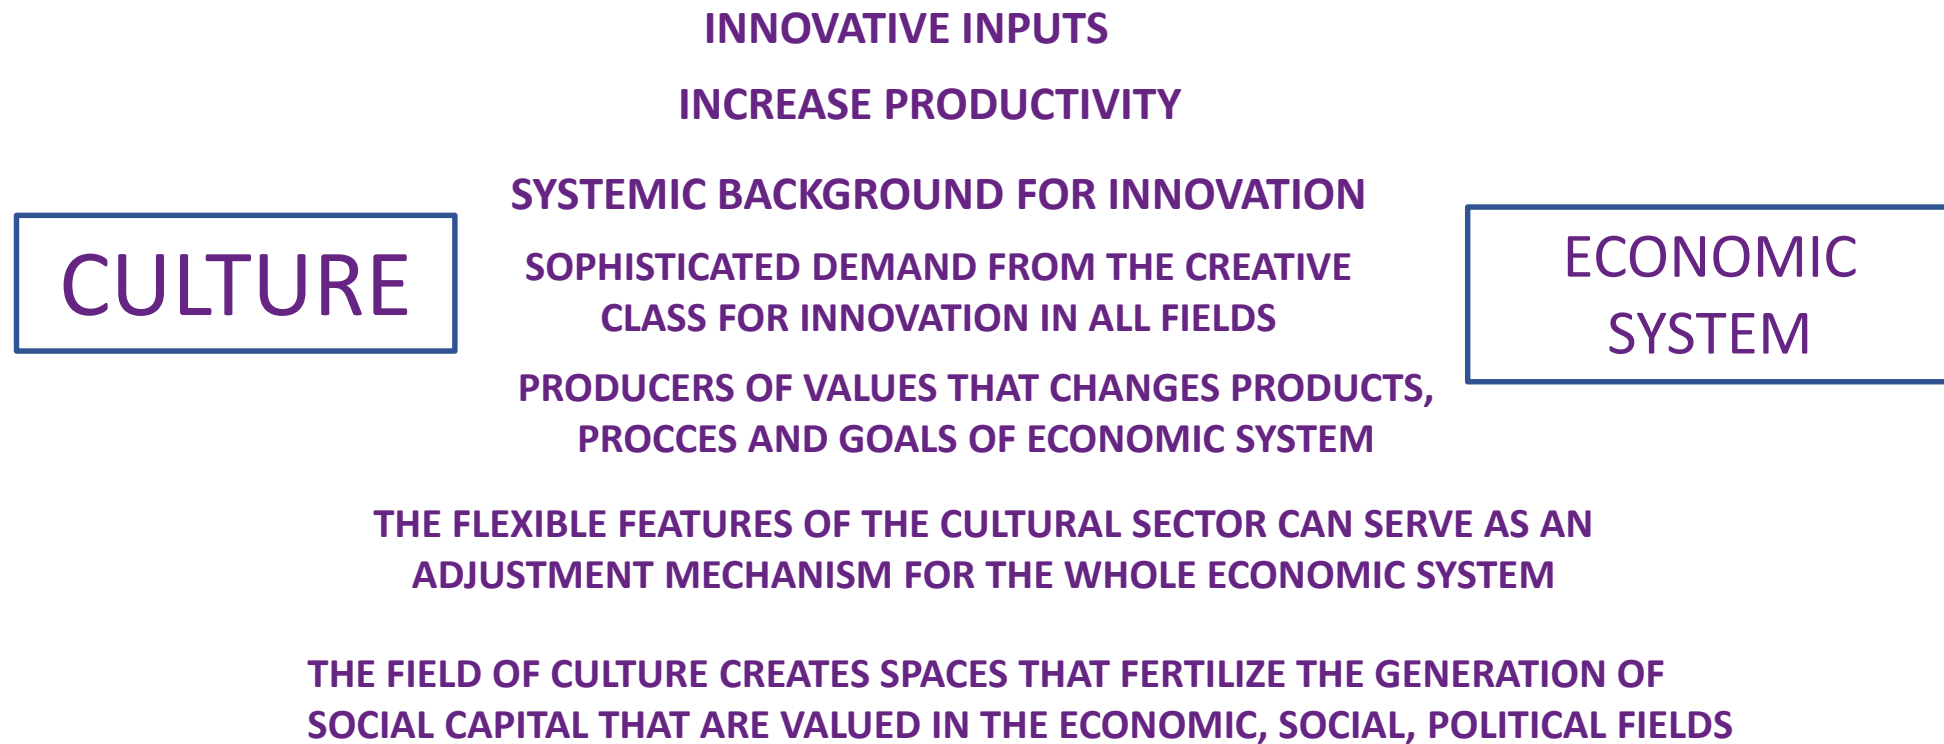 INNOVATIVE INPUTS
INCREASE PRODUCTIVITY
SYSTEMIC BACKGROUND FOR INNOVATION
CULTURE
SOPHISTICATED DEMAND FROM THE CREATIVE
CLASS FOR INNOVATION IN ALL FIELDS
ECONOMIC
SYSTEM
PRODUCERS OF VALUES THAT CHANGES PRODUCTS,
PROCCES AND GOALS OF ECONOMIC SYSTEM
THE FLEXIBLE FEATURES OF THE CULTURAL SECTOR CAN SERVE AS AN
ADJUSTMENT MECHANISM FOR THE WHOLE ECONOMIC SYSTEM
THE FIELD OF CULTURE CREATES SPACES THAT FERTILIZE THE GENERATION OF
SOCIAL CAPITAL THAT ARE VALUED IN THE ECONOMIC, SOCIAL, POLITICAL FIELDS